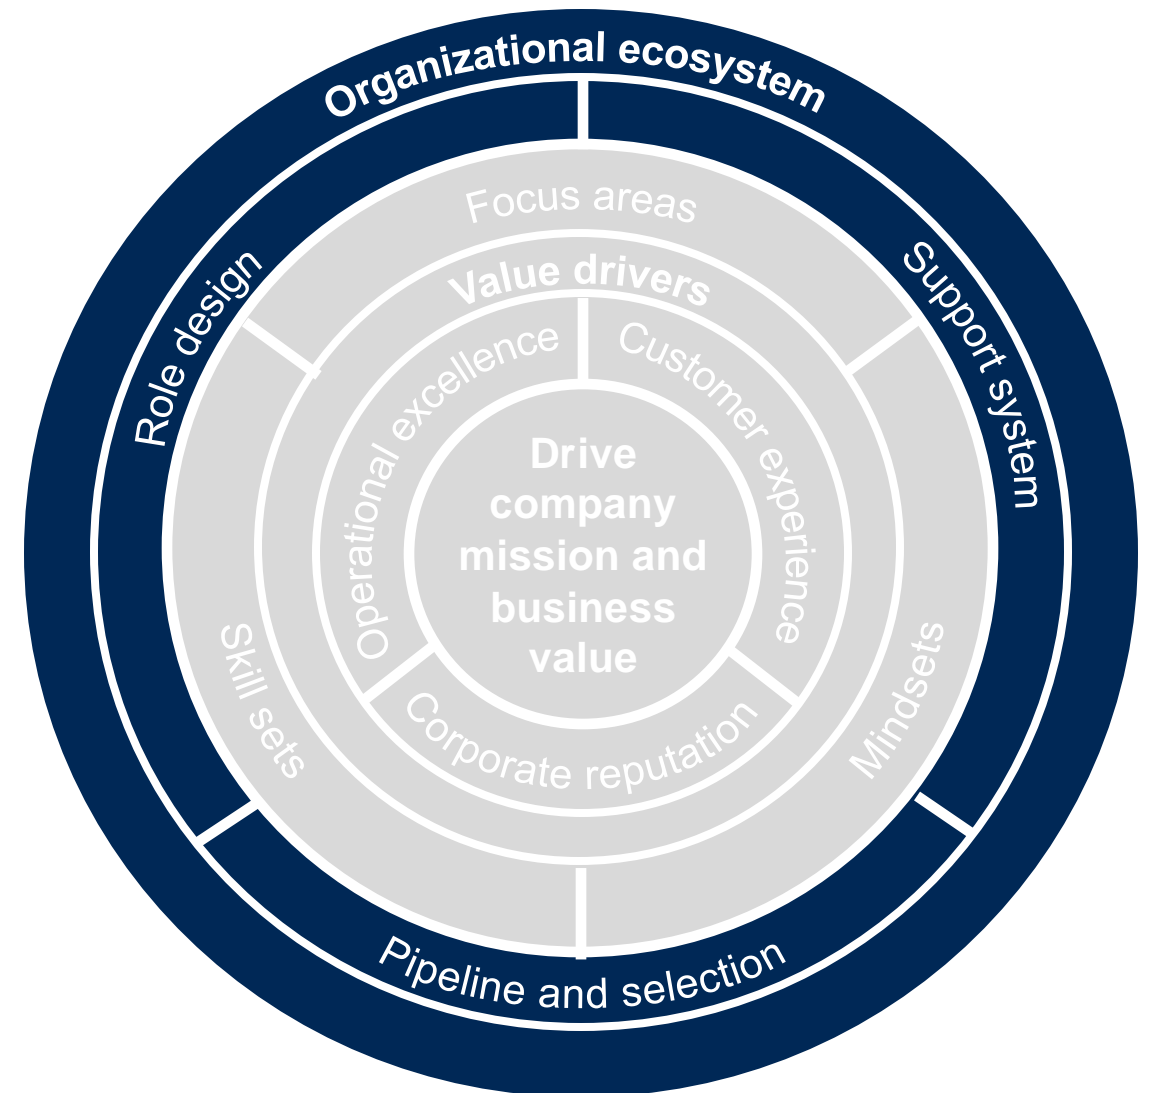 Organizational ecosystem
Role design
Support system
Pipeline and selection
Focus areas
Skill sets
Mindsets
Value drivers
Operational excellence
Customer experience
Corporate reputation
Drive
company
mission and
business
value